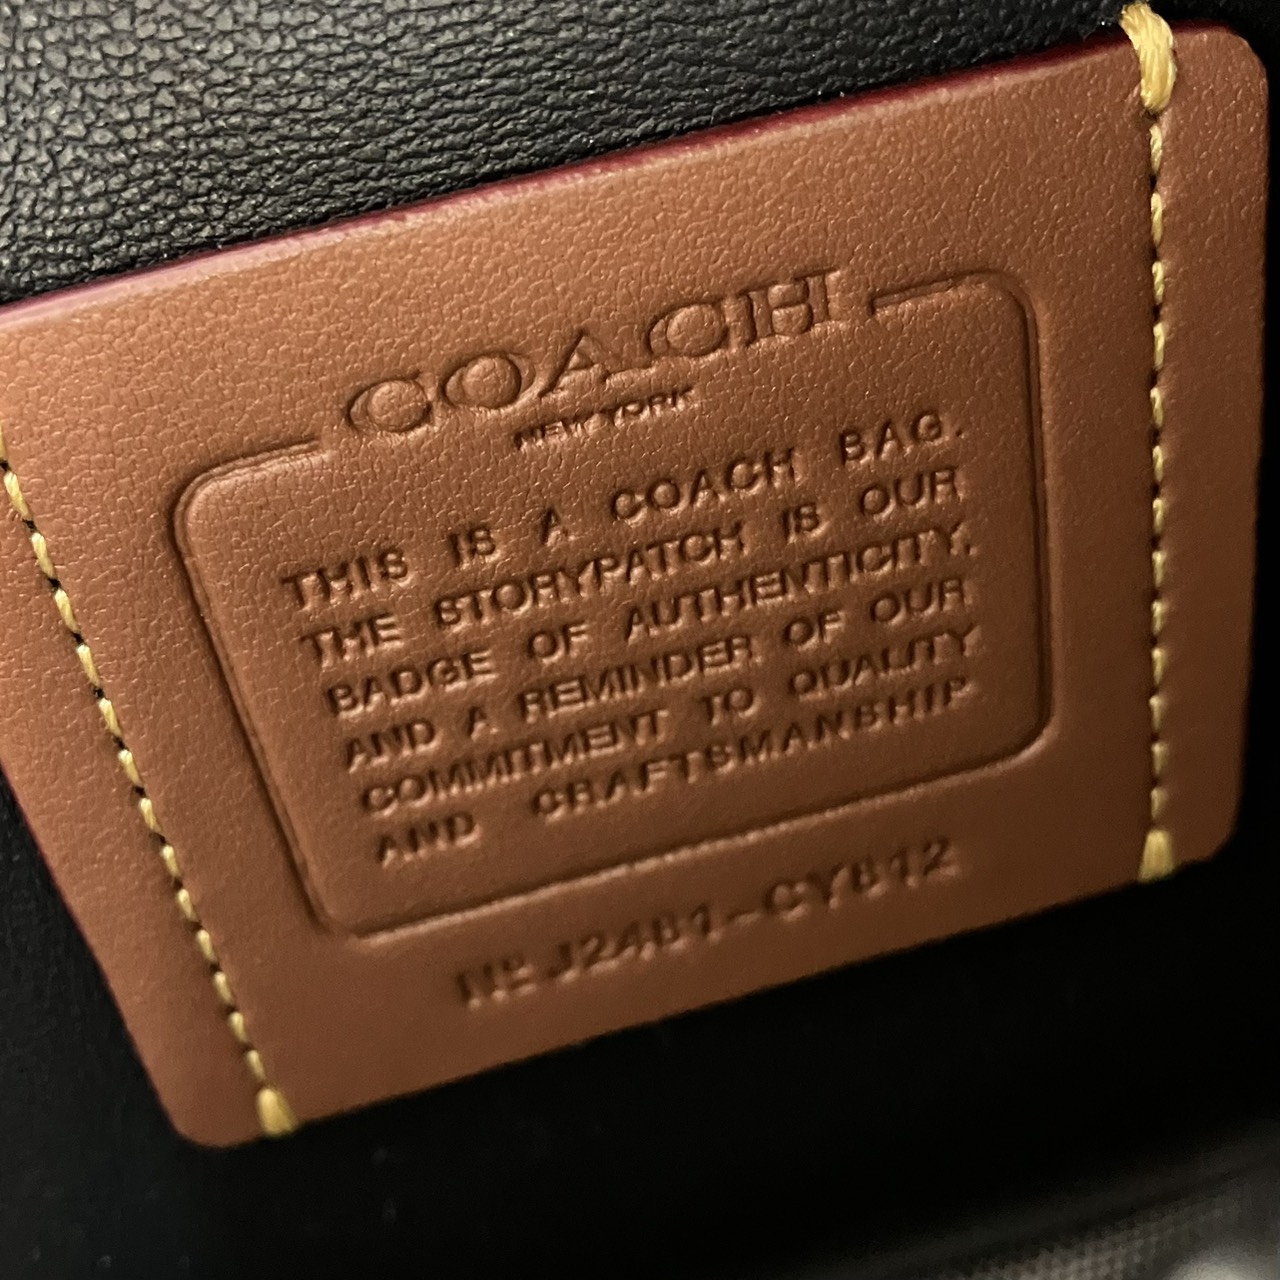 COACH
NEW YORK
THIS IS A COACH BAG.
THE STORYPATCH IS OUR
BADGE OF AUTHENTICITY,
AND A REMINDER OF OUR
COMMITMENT TO QUALITY
AND CRAFTSMANSHIP
Nº J2481-CY812